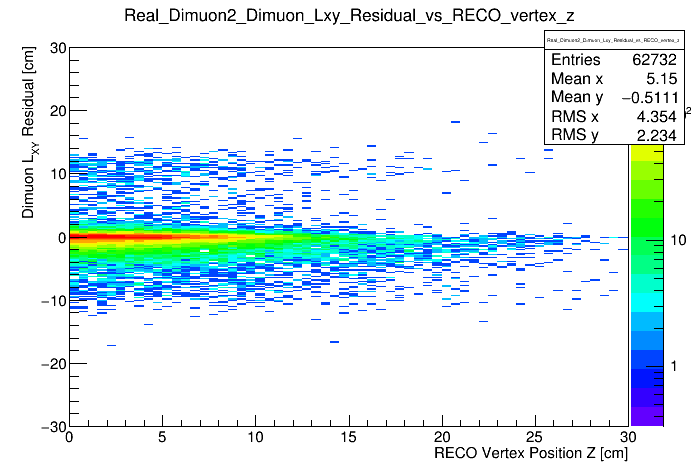 Real_Dimuon2_Dimuon_Lxy_Residual_vs_RECO_vertex_z
Real_Dimuon2_Dimuon_Lxy_Residual_vs_RECO_vertex_z
Entries 62732
Mean x 5.15
Mean y −0.5111
RMS x 4.354
RMS y 2.234
Dimuon LXY Residual [cm]
30
20
10
0
−10
−20
−30
0 5 10 15 20 25 30
RECO Vertex Position Z [cm]
2
10
1